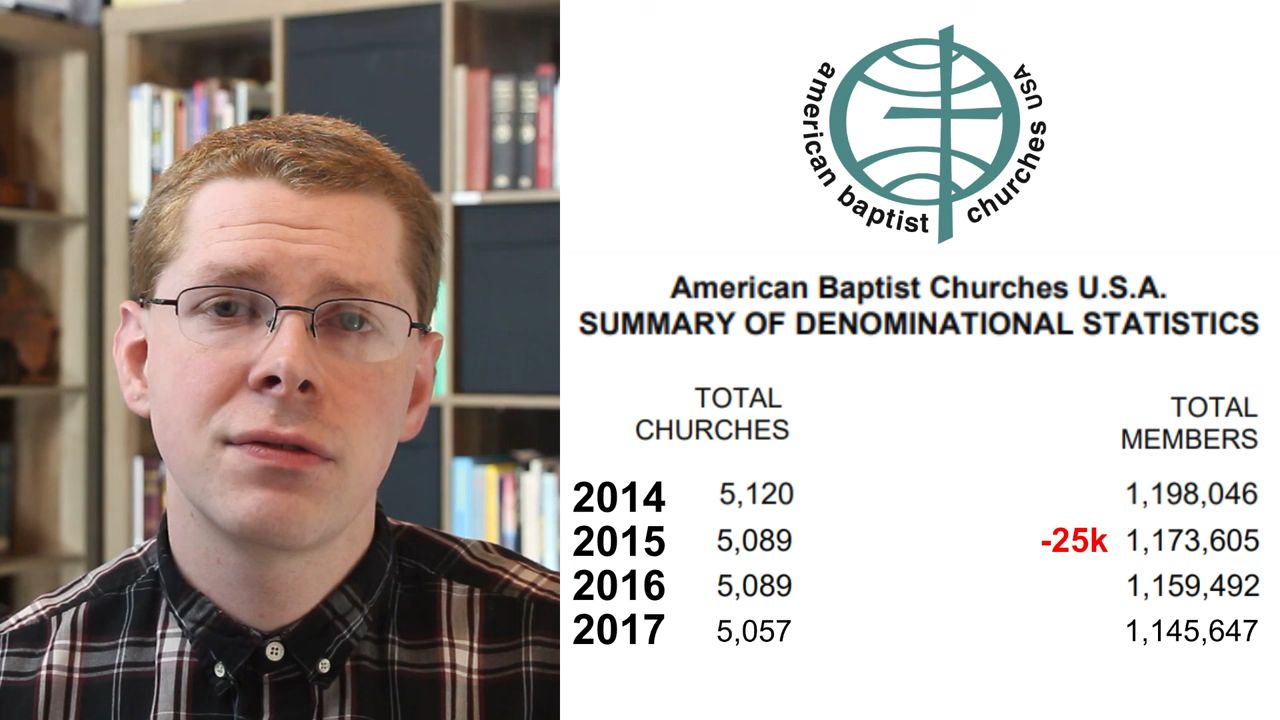 american baptist churches USA
American Baptist Churches U.S.A.
SUMMARY OF DENOMINATIONAL STATISTICS
TOTAL CHURCHES TOTAL MEMBERS
2014 5,120 1,198,046
2015 5,089 -25k 1,173,605
2016 5,089 1,159,492
2017 5,057 1,145,647